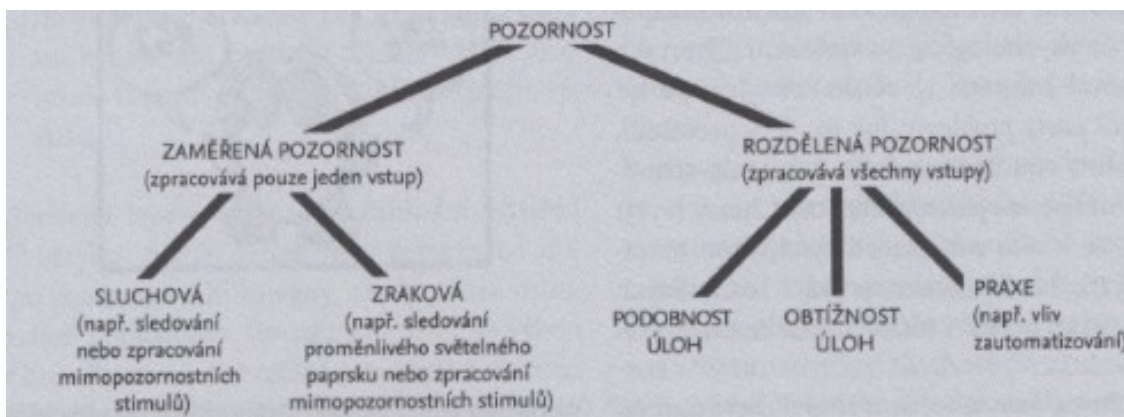 POZORNOST
ZAMĚŘENÁ POZORNOST
(zpracovává pouze jeden vstup)
ROZDĚLENÁ POZORNOST
(zpracovává všechny vstupy)
SLUCHOVÁ
(např. sledování
nebo zpracování
mimopozornostních
stimulů)
ZRAKOVÁ
(např. sledování
proměnlivého světelného
paprsku nebo zpracování
mimopozornostních stimulů)
PODOBNOST
ÚLOH
OBTÍŽNOST
ÚLOH
PRAXE
(např. vliv
zautomatizování)